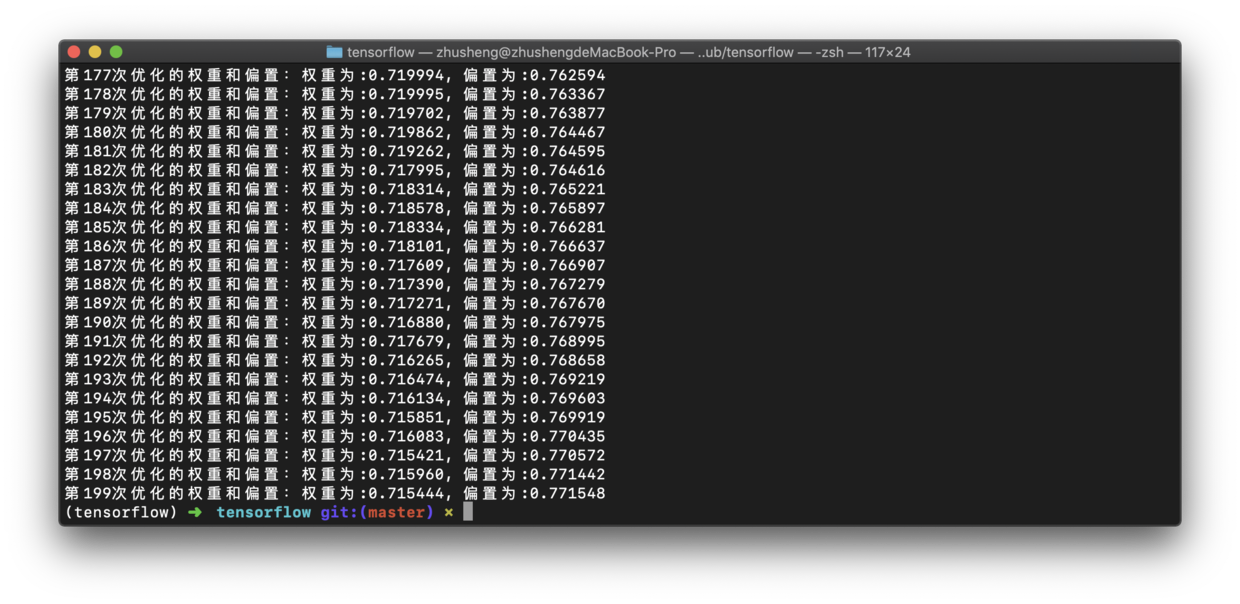 tensorflow — zhusheng@zhushengdeMacBook-Pro — ..ub/tensorflow — -zsh — 117×24
第177次优化的权重和偏置：权重为:0.719994, 偏置为:0.762594
第178次优化的权重和偏置：权重为:0.719995, 偏置为:0.763367
第179次优化的权重和偏置：权重为:0.719702, 偏置为:0.763877
第180次优化的权重和偏置：权重为:0.719862, 偏置为:0.764467
第181次优化的权重和偏置：权重为:0.719262, 偏置为:0.764595
第182次优化的权重和偏置：权重为:0.717995, 偏置为:0.764616
第183次优化的权重和偏置：权重为:0.718314, 偏置为:0.765221
第184次优化的权重和偏置：权重为:0.718578, 偏置为:0.765897
第185次优化的权重和偏置：权重为:0.718334, 偏置为:0.766281
第186次优化的权重和偏置：权重为:0.718101, 偏置为:0.766637
第187次优化的权重和偏置：权重为:0.717609, 偏置为:0.766907
第188次优化的权重和偏置：权重为:0.717390, 偏置为:0.767279
第189次优化的权重和偏置：权重为:0.717271, 偏置为:0.767670
第190次优化的权重和偏置：权重为:0.716880, 偏置为:0.767975
第191次优化的权重和偏置：权重为:0.717679, 偏置为:0.768995
第192次优化的权重和偏置：权重为:0.716265, 偏置为:0.768658
第193次优化的权重和偏置：权重为:0.716474, 偏置为:0.769219
第194次优化的权重和偏置：权重为:0.716134, 偏置为:0.769603
第195次优化的权重和偏置：权重为:0.715851, 偏置为:0.769919
第196次优化的权重和偏置：权重为:0.716083, 偏置为:0.770435
第197次优化的权重和偏置：权重为:0.715421, 偏置为:0.770572
第198次优化的权重和偏置：权重为:0.715960, 偏置为:0.771442
第199次优化的权重和偏置：权重为:0.715444, 偏置为:0.771548
(tensorflow) ➜ tensorflow git:(master) ✗